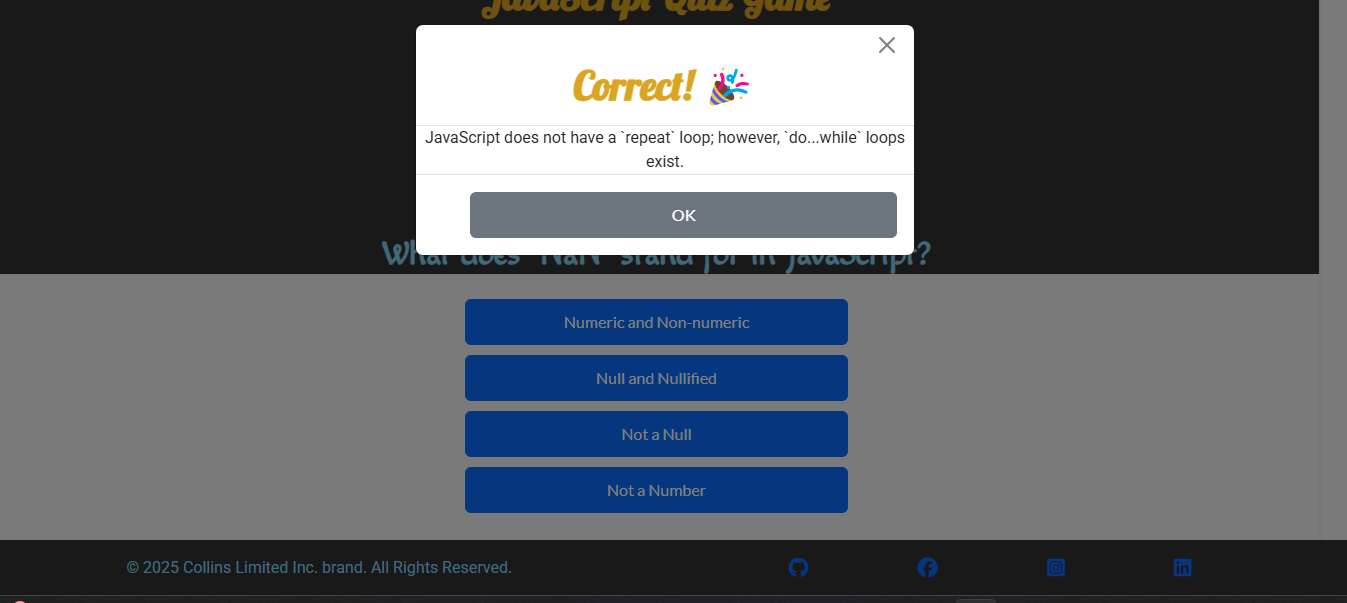 JavaScript Quiz Game
Correct! 🎉
JavaScript does not have a `repeat` loop; however, `do...while` loops
exist.
OK
What does "NaN" stand for in JavaScript?
Numeric and Non-numeric
Null and Nullified
Not a Null
Not a Number
© 2025 Collins Limited Inc. brand. All Rights Reserved.